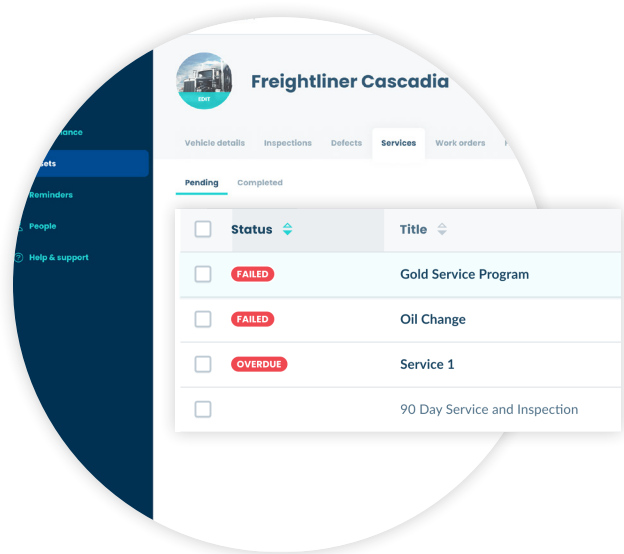 EDIT
Freightliner Cascadia
Vehicle details Inspections Defects Services Work orders
Pending Completed
Reminders
People
Help & support
Status Title
FAILED Gold Service Program
FAILED Oil Change
OVERDUE Service 1
90 Day Service and Inspection